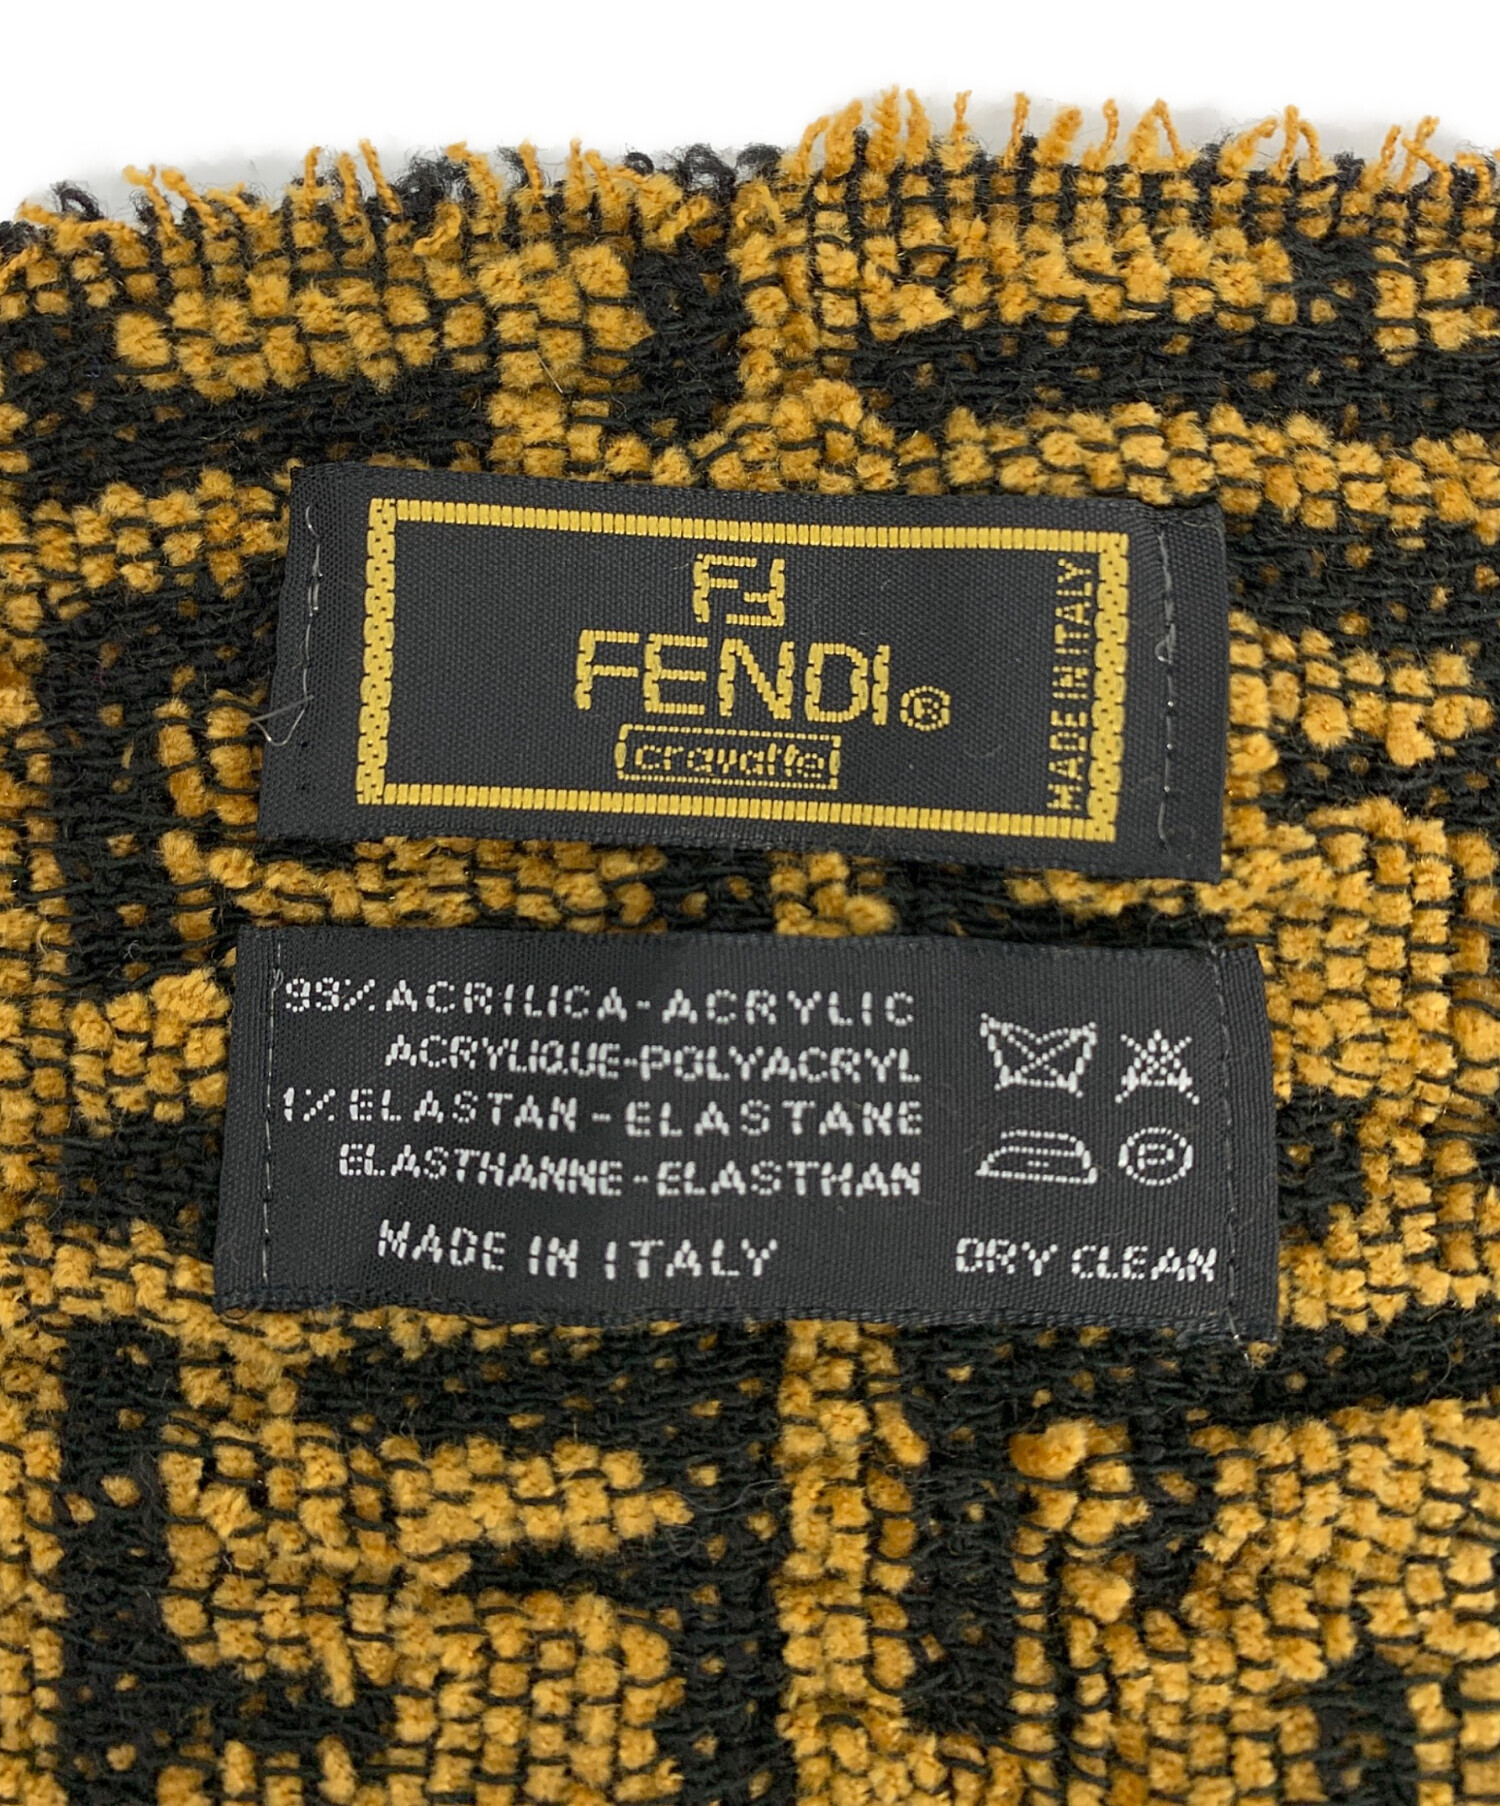 FF
FENDI®
cravatte
MADE IN ITALY
99% ACRILICA - ACRYLIC
ACRYLIQUE - POLYACRYL
1% ELASTAN - ELASTANE
ELASTHANNE - ELASTHAN
MADE IN ITALY
P
DRY CLEAN